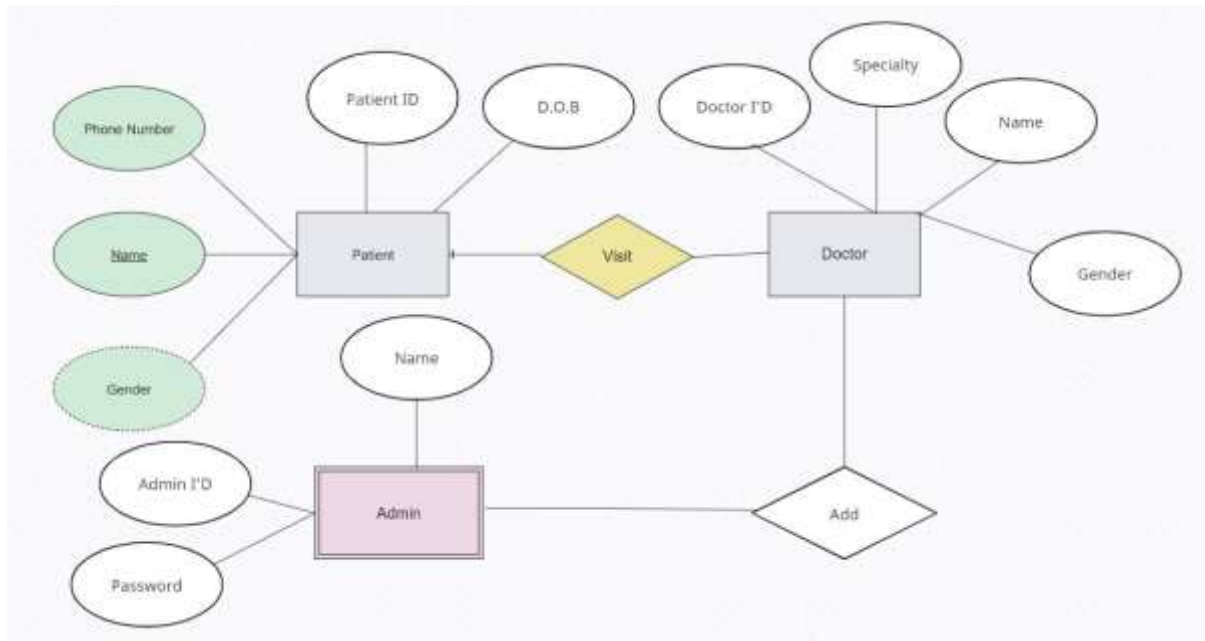 Specialty
Patient ID
D.O.B
Doctor I'D
Name
Phone Number
Name
Patient
Visit
Doctor
Gender
Name
Gender
Admin I'D
Admin
Add
Password